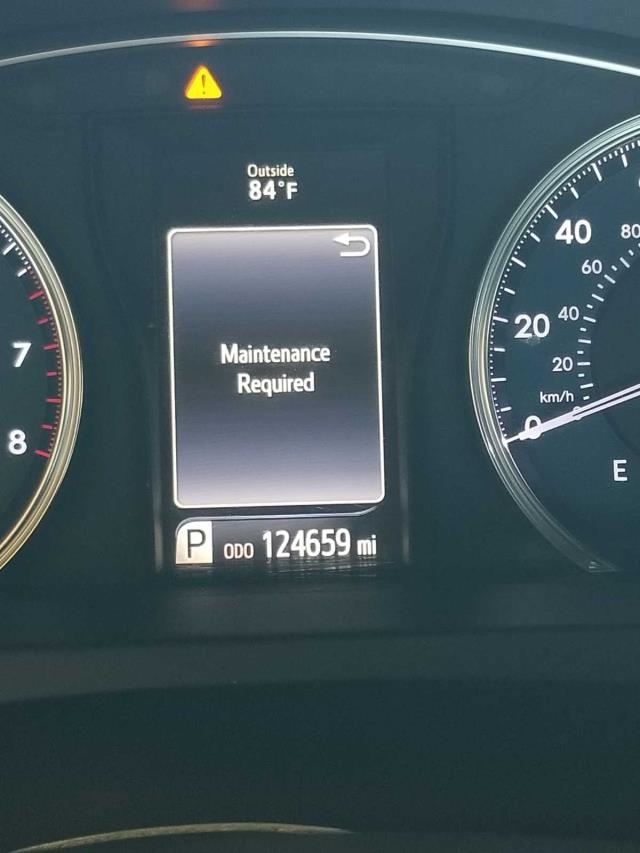 Outside
84°F
Maintenance
Required
P ODO 124659 mi
7
8
40
20
0
80
60
40
20
km/h
E